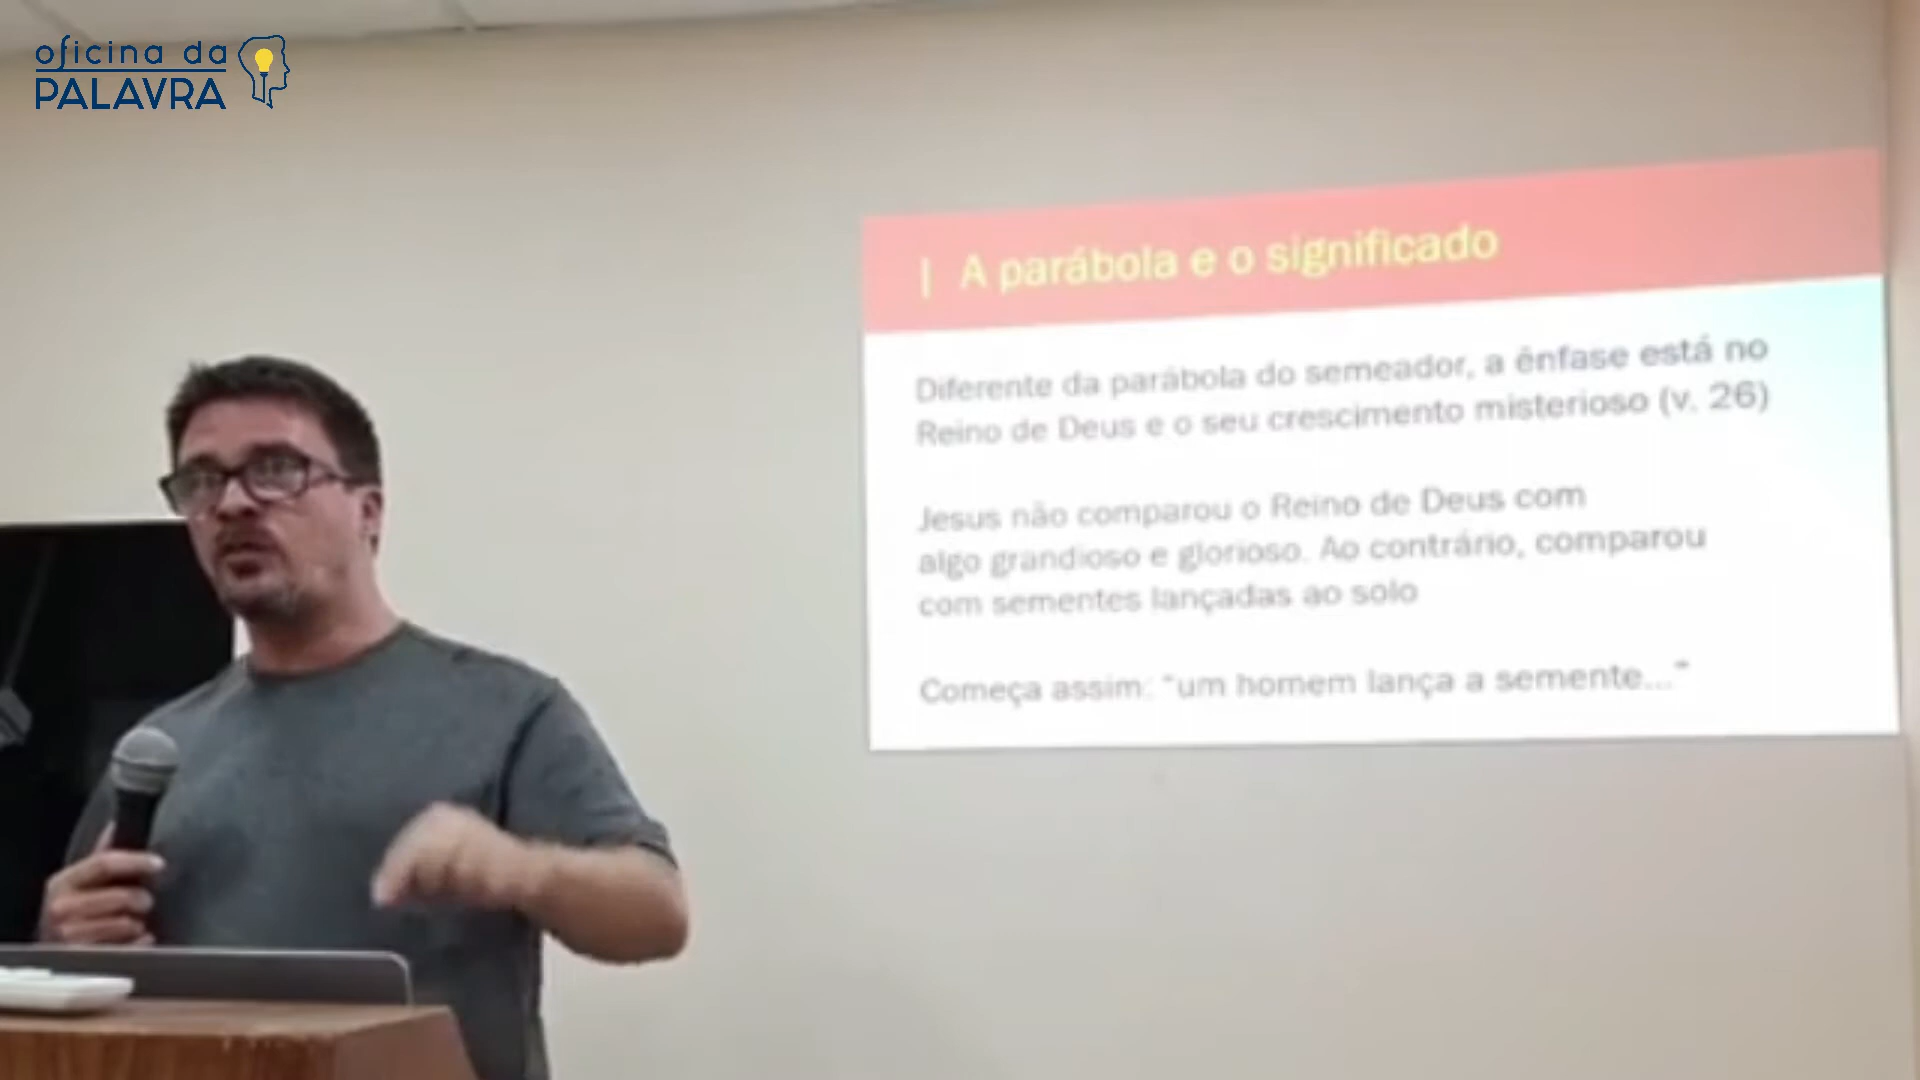 oficina da
PALAVRA
| A parábola e o significado
Diferente da parábola do semeador, a ênfase está no
Reino de Deus e o seu crescimento misterioso (v. 26)
Jesus não comparou o Reino de Deus com
algo grandioso e glorioso. Ao contrário, comparou
com sementes lançadas ao solo
Começa assim: "um homem lança a semente..."